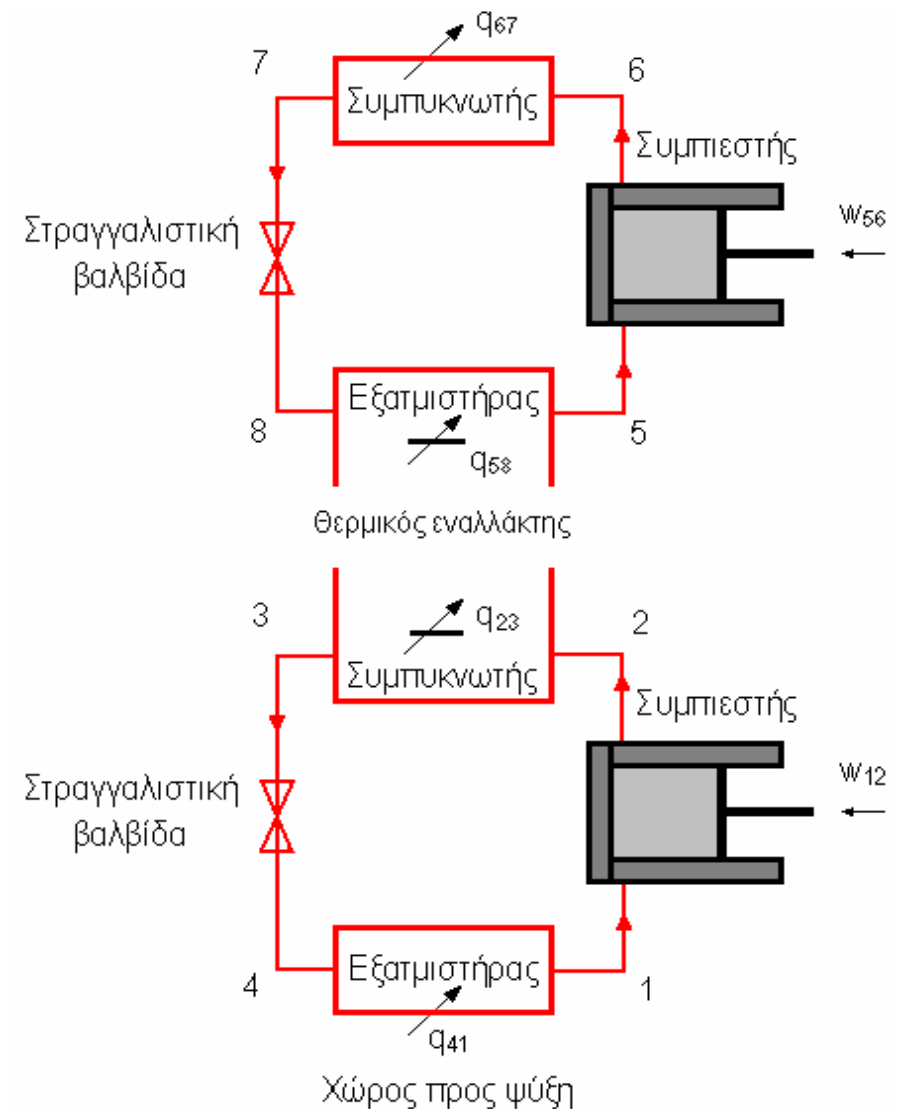 q₆₇
7
6
Συμπυκνωτής
Συμπιεστής
Στραγγαλιστική
βαλβίδα
w₅₆
Εξατμιστήρας
8
5
q₅₈
Θερμικός εναλλάκτης
3
2
q₂₃
Συμπυκνωτής
Συμπιεστής
Στραγγαλιστική
βαλβίδα
w₁₂
Εξατμιστήρας
4
1
q₄₁
Χώρος προς ψύξη